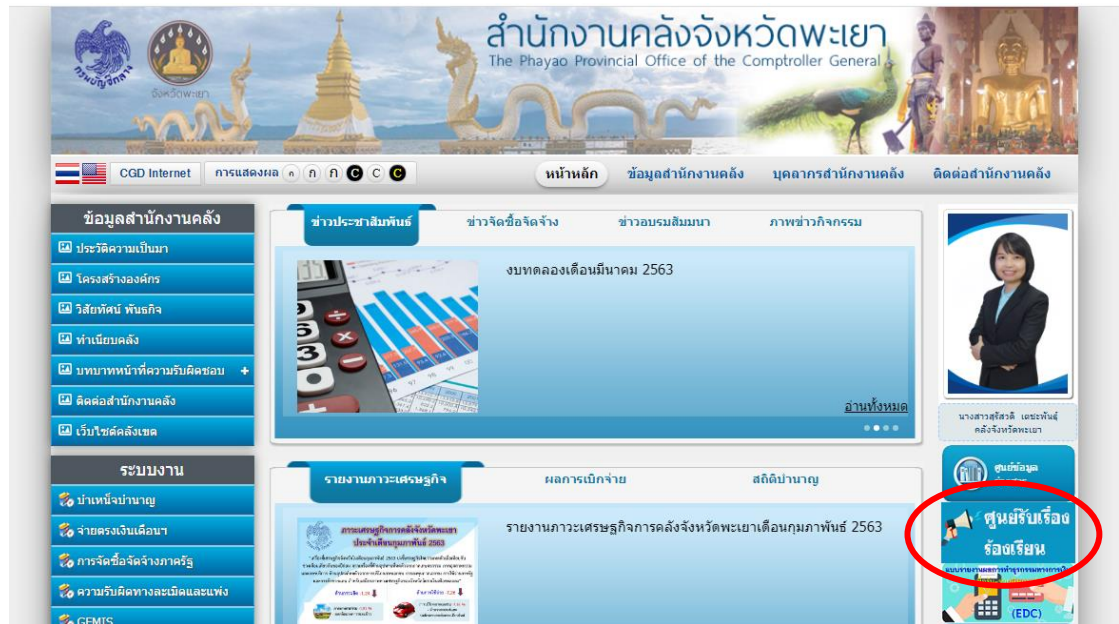 สำนักงานคลังจังหวัดพะเยา
The Phayao Provincial Office of the Comptroller General
กรมบัญชีกลาง
จังหวัดพะเยา
CGD Internet
การแสดงผล ก ก ก C C C
หน้าหลัก
ข้อมูลสำนักงานคลัง
บุคลากรสำนักงานคลัง
ติดต่อสำนักงานคลัง
ข้อมูลสำนักงานคลัง
ประวัติความเป็นมา
โครงสร้างองค์กร
วิสัยทัศน์ พันธกิจ
ทำเนียบคลัง
บทบาทหน้าที่ความรับผิดชอบ +
ติดต่อสำนักงานคลัง
เว็บไซต์คลังเขต
ระบบงาน
บำเหน็จบำนาญ
จ่ายตรงเงินเดือนฯ
การจัดซื้อจัดจ้างภาครัฐ
ความรับผิดทางละเมิดและแพ่ง
GFMIS
ข่าวประชาสัมพันธ์
ข่าวจัดซื้อจัดจ้าง
ข่าวอบรมสัมมนา
ภาพข่าวกิจกรรม
งบทดลองเดือนมีนาคม 2563
อ่านทั้งหมด
รายงานภาวะเศรษฐกิจ
ผลการเบิกจ่าย
สถิติบำนาญ
ภาวะเศรษฐกิจการคลังจังหวัดพะเยา
ประจำเดือนกุมภาพันธ์ 2563
รายงานภาวะเศรษฐกิจการคลังจังหวัดพะเยาเดือนกุมภาพันธ์ 2563
คลังจังหวัดพะเยา
ศูนย์ข้อมูล
ศูนย์รับเรื่อง
ร้องเรียน
(EDC)